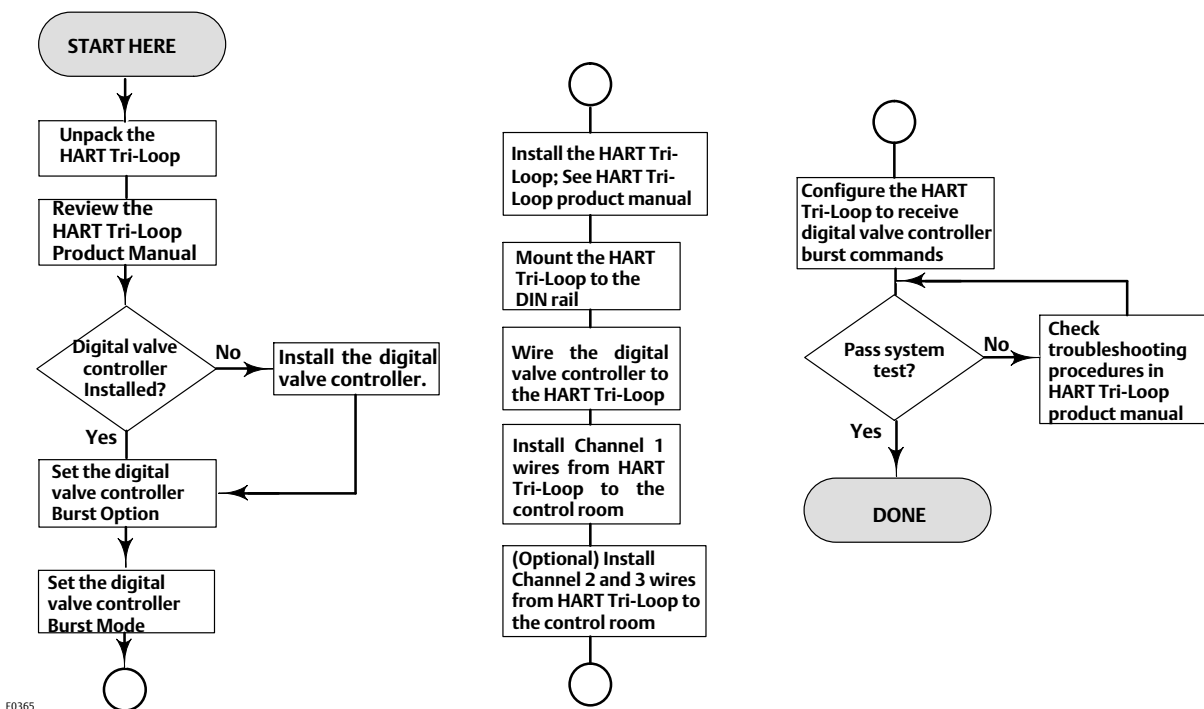 START HERE
Unpack the
HART Tri-Loop
Review the
HART Tri-Loop
Product Manual
Digital valve
controller
Installed?
No
Install the digital
valve controller.
Yes
Set the digital
valve controller
Burst Option
Set the digital
valve controller
Burst Mode
E0365
Install the HART Tri-
Loop; See HART Tri-
Loop product manual
Mount the HART
Tri-Loop to the
DIN rail
Wire the digital
valve controller to
the HART Tri-Loop
Install Channel 1
wires from HART
Tri-Loop to the
control room
(Optional) Install
Channel 2 and 3 wires
from HART Tri-Loop to
the control room
Configure the HART
Tri-Loop to receive
digital valve controller
burst commands
Pass system
test?
No
Check
troubleshooting
procedures in
HART Tri-Loop
product manual
Yes
DONE